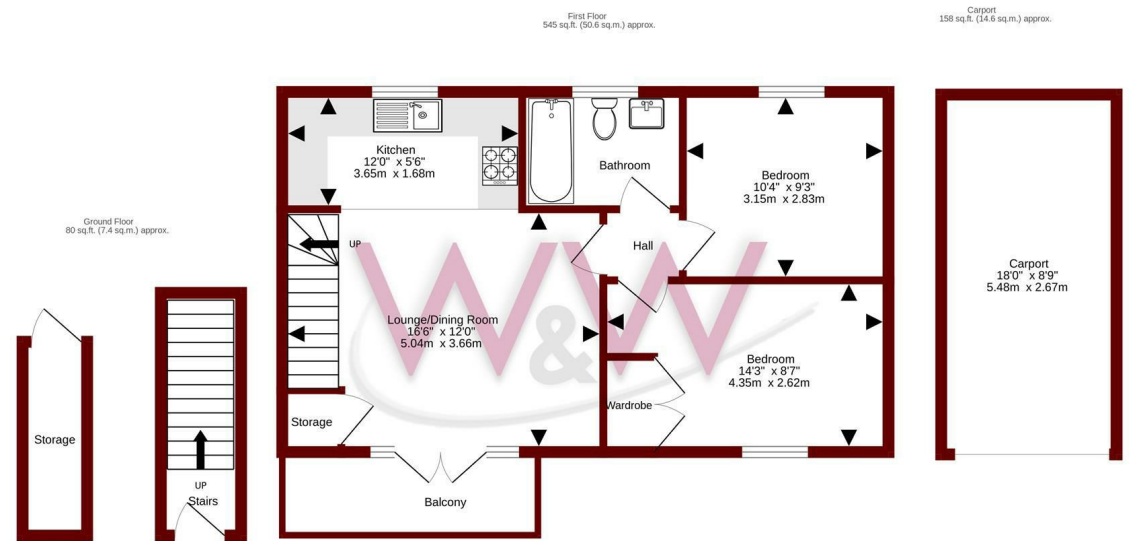 First Floor
545 sq.ft. (50.6 sq.m.) approx.
Carport
158 sq.ft. (14.6 sq.m.) approx.
Ground Floor
80 sq.ft. (7.4 sq.m.) approx.
Kitchen
12'0" x 5'6"
3.65m x 1.68m
Bathroom
Bedroom
10'4" x 9'3"
3.15m x 2.83m
UP
Hall
W&W
Lounge/Dining Room
16'6" x 12'0"
5.04m x 3.66m
Bedroom
14'3" x 8'7"
4.35m x 2.62m
Wardrobe
Storage
Balcony
Carport
18'0" x 8'9"
5.48m x 2.67m
Storage
UP
Stairs